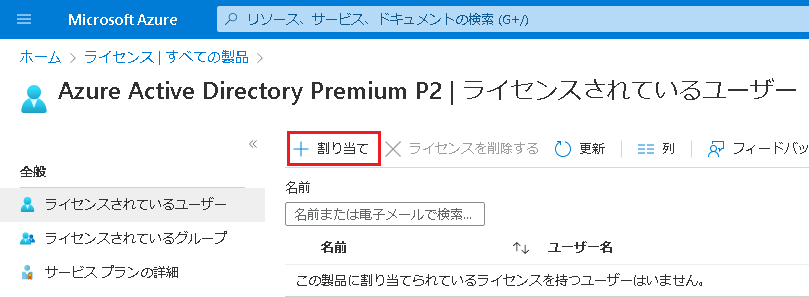 Microsoft Azure
リソース、サービス、ドキュメントの検索 (G+/)
ホーム > ライセンス | すべての製品 >
Azure Active Directory Premium P2 | ライセンスされているユーザー
«
+ 割り当て × ライセンスを削除する 更新 列 フィードバッ
全般
ライセンスされているユーザー
ライセンスされているグループ
サービス プランの詳細
名前
名前または電子メールで検索...
名前 ↑↓ ユーザー名
この製品に割り当てられているライセンスを持つユーザーはいません。